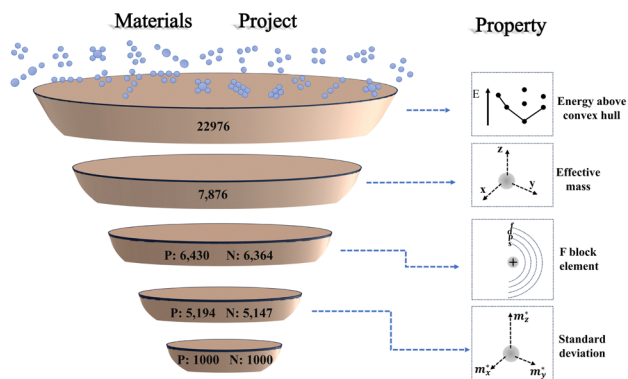 Materials Project
Property
22976
E
Energy above
convex hull
7,876
z
x
y
Effective
mass
P: 6,430 N: 6,364
f
d
p
s
+
F block
element
P: 5,194 N: 5,147
m*z
m*x
m*y
Standard
deviation
P: 1000 N: 1000